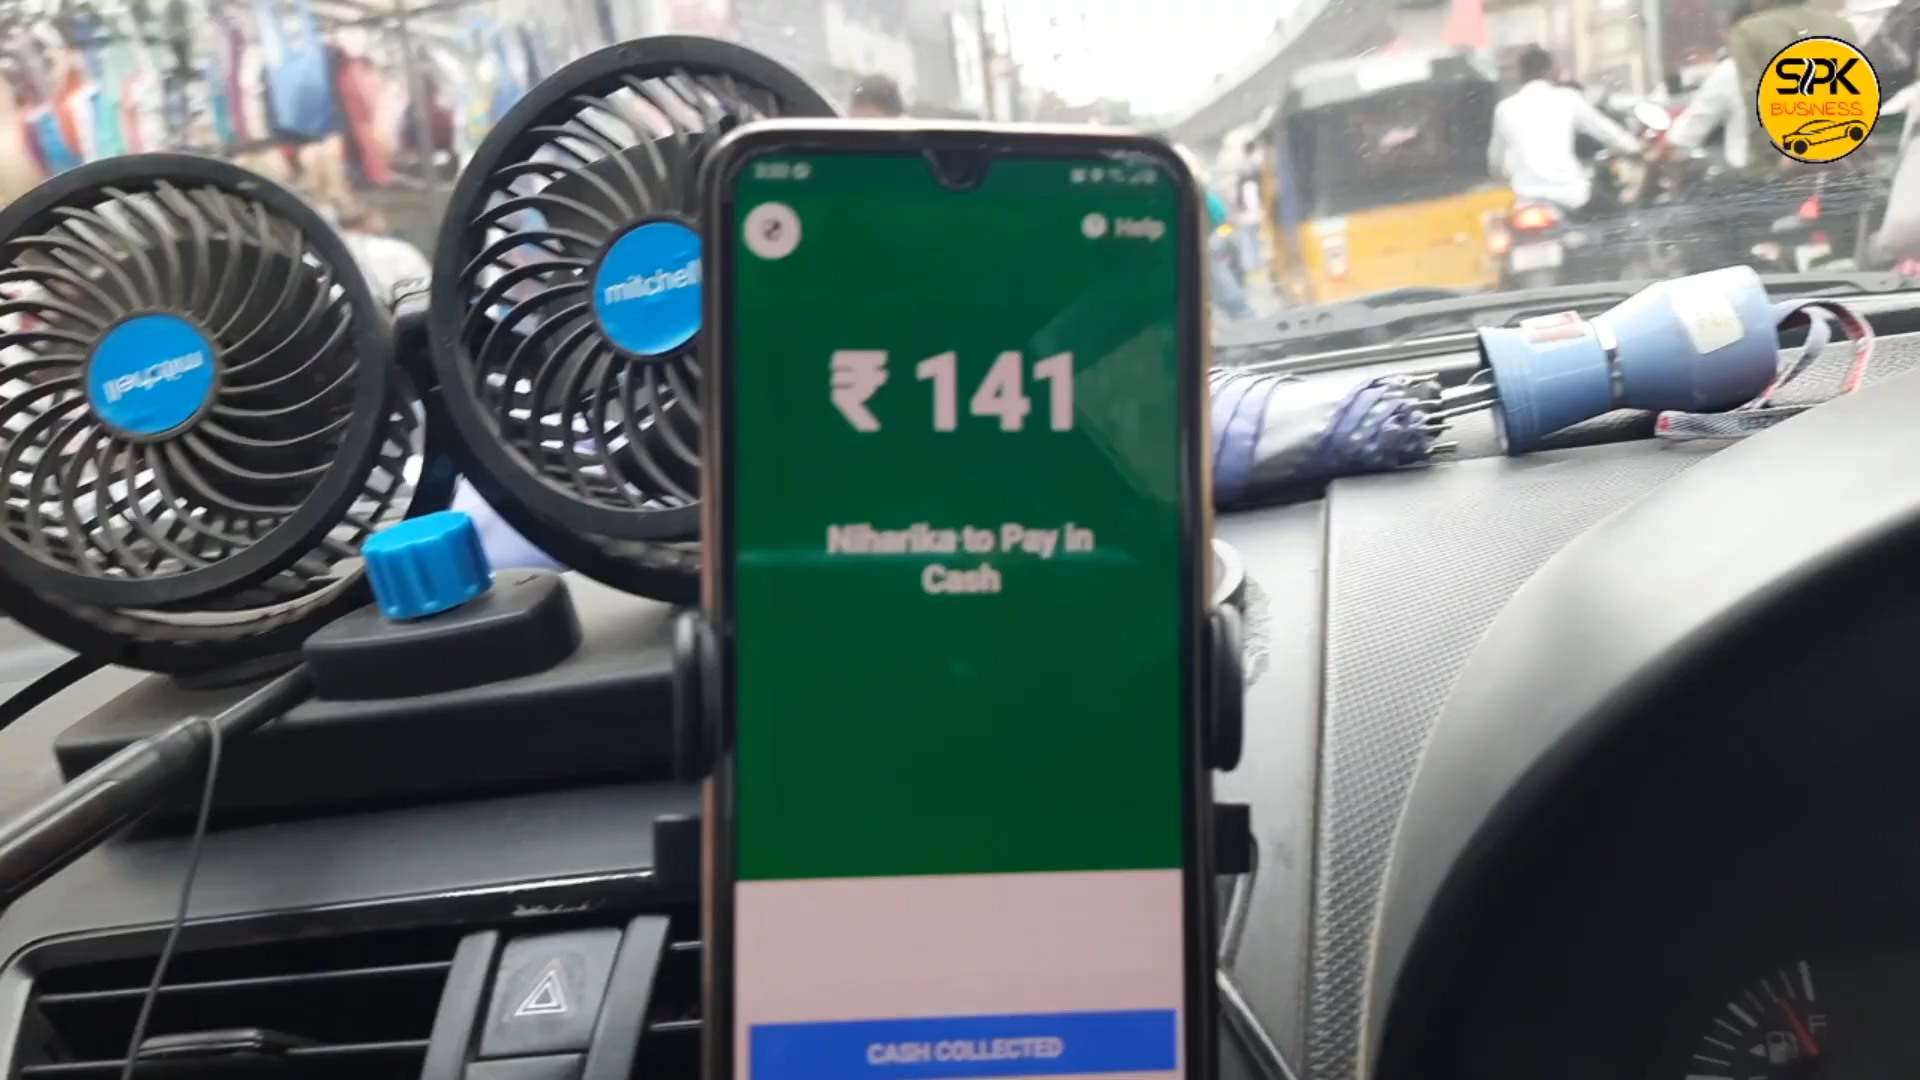 SPK
BUSINESS
Help
mitchell
mitchell
₹ 141
Niharika to Pay in
Cash
CASH COLLECTED
F